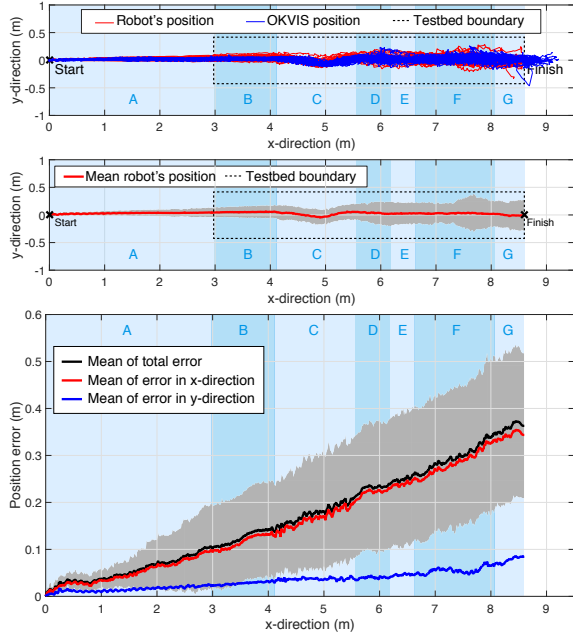 Robot's position OKVIS position Testbed boundary
y-direction (m)
1
0.5
0
-0.5
-1
Start
Finish
A B C D E F G
0 1 2 3 4 5 6 7 8 9
x-direction (m)
Mean robot's position Testbed boundary
y-direction (m)
1
0.5
0
-0.5
-1
Start
Finish
A B C D E F G
0 1 2 3 4 5 6 7 8 9
x-direction (m)
Position error (m)
0.6
0.5
0.4
0.3
0.2
0.1
0
A B C D E F G
Mean of total error
Mean of error in x-direction
Mean of error in y-direction
0 1 2 3 4 5 6 7 8 9
x-direction (m)